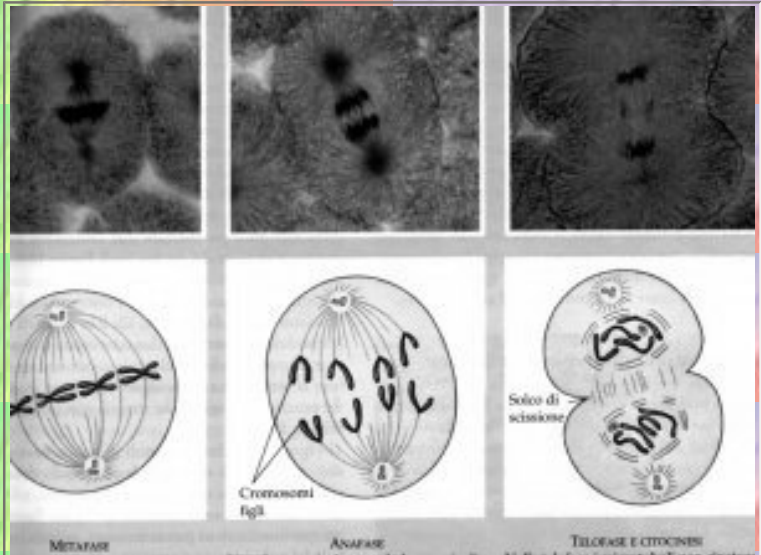 Solco di
scissione
Cromosomi
figli
METAFASE
ANAFASE
TELOFASE E CITOCINESI